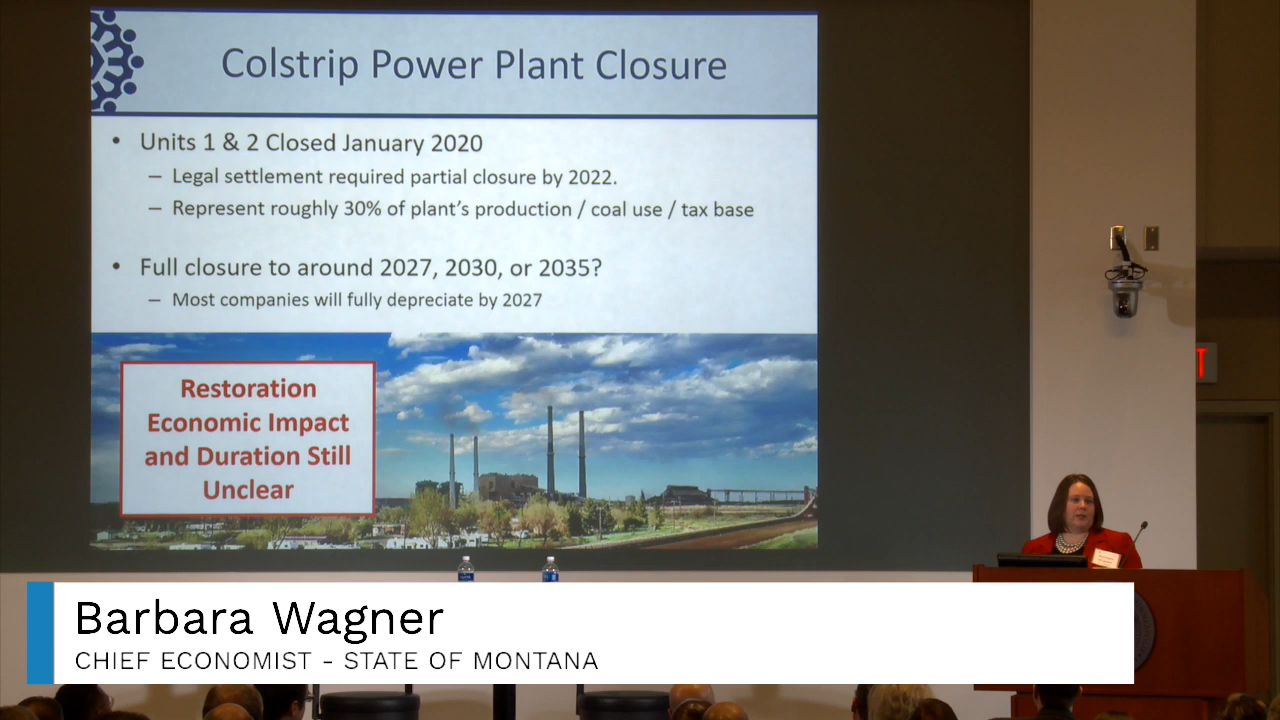 Colstrip Power Plant Closure
• Units 1 & 2 Closed January 2020
– Legal settlement required partial closure by 2022.
– Represent roughly 30% of plant's production / coal use / tax base
• Full closure to around 2027, 2030, or 2035?
– Most companies will fully depreciate by 2027
Restoration
Economic Impact
and Duration Still
Unclear
Barbara Wagner
CHIEF ECONOMIST - STATE OF MONTANA